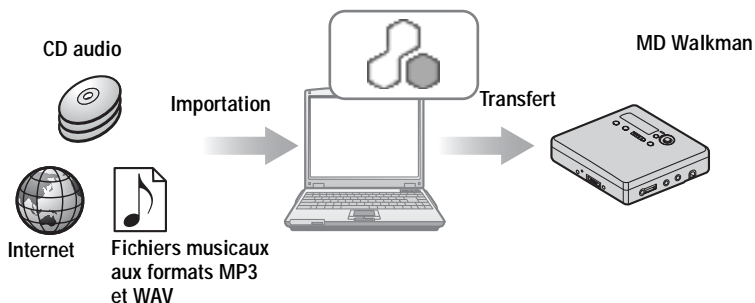 CD audio
MD Walkman
Importation
Transfert
Internet
Fichiers musicaux
aux formats MP3
et WAV